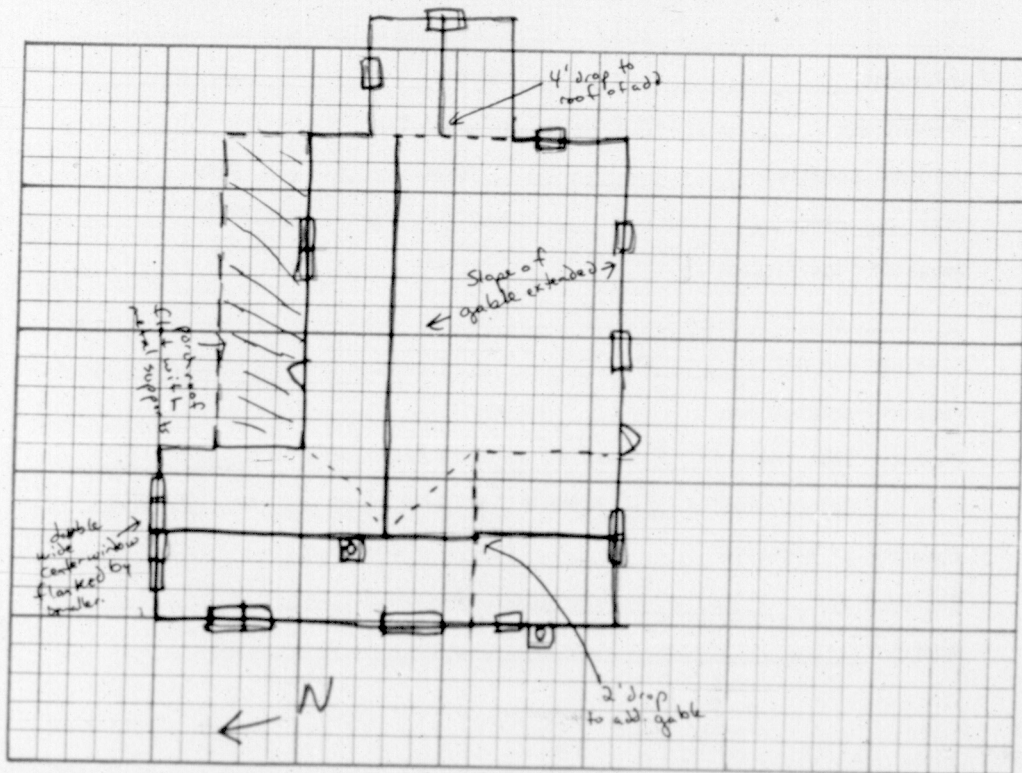 4' drop to
roof of add
Slope of
gable extended
porch roof
flat with
metal supports
double
wide
center window
flanked by
smaller.
N
2' drop
to add. gable